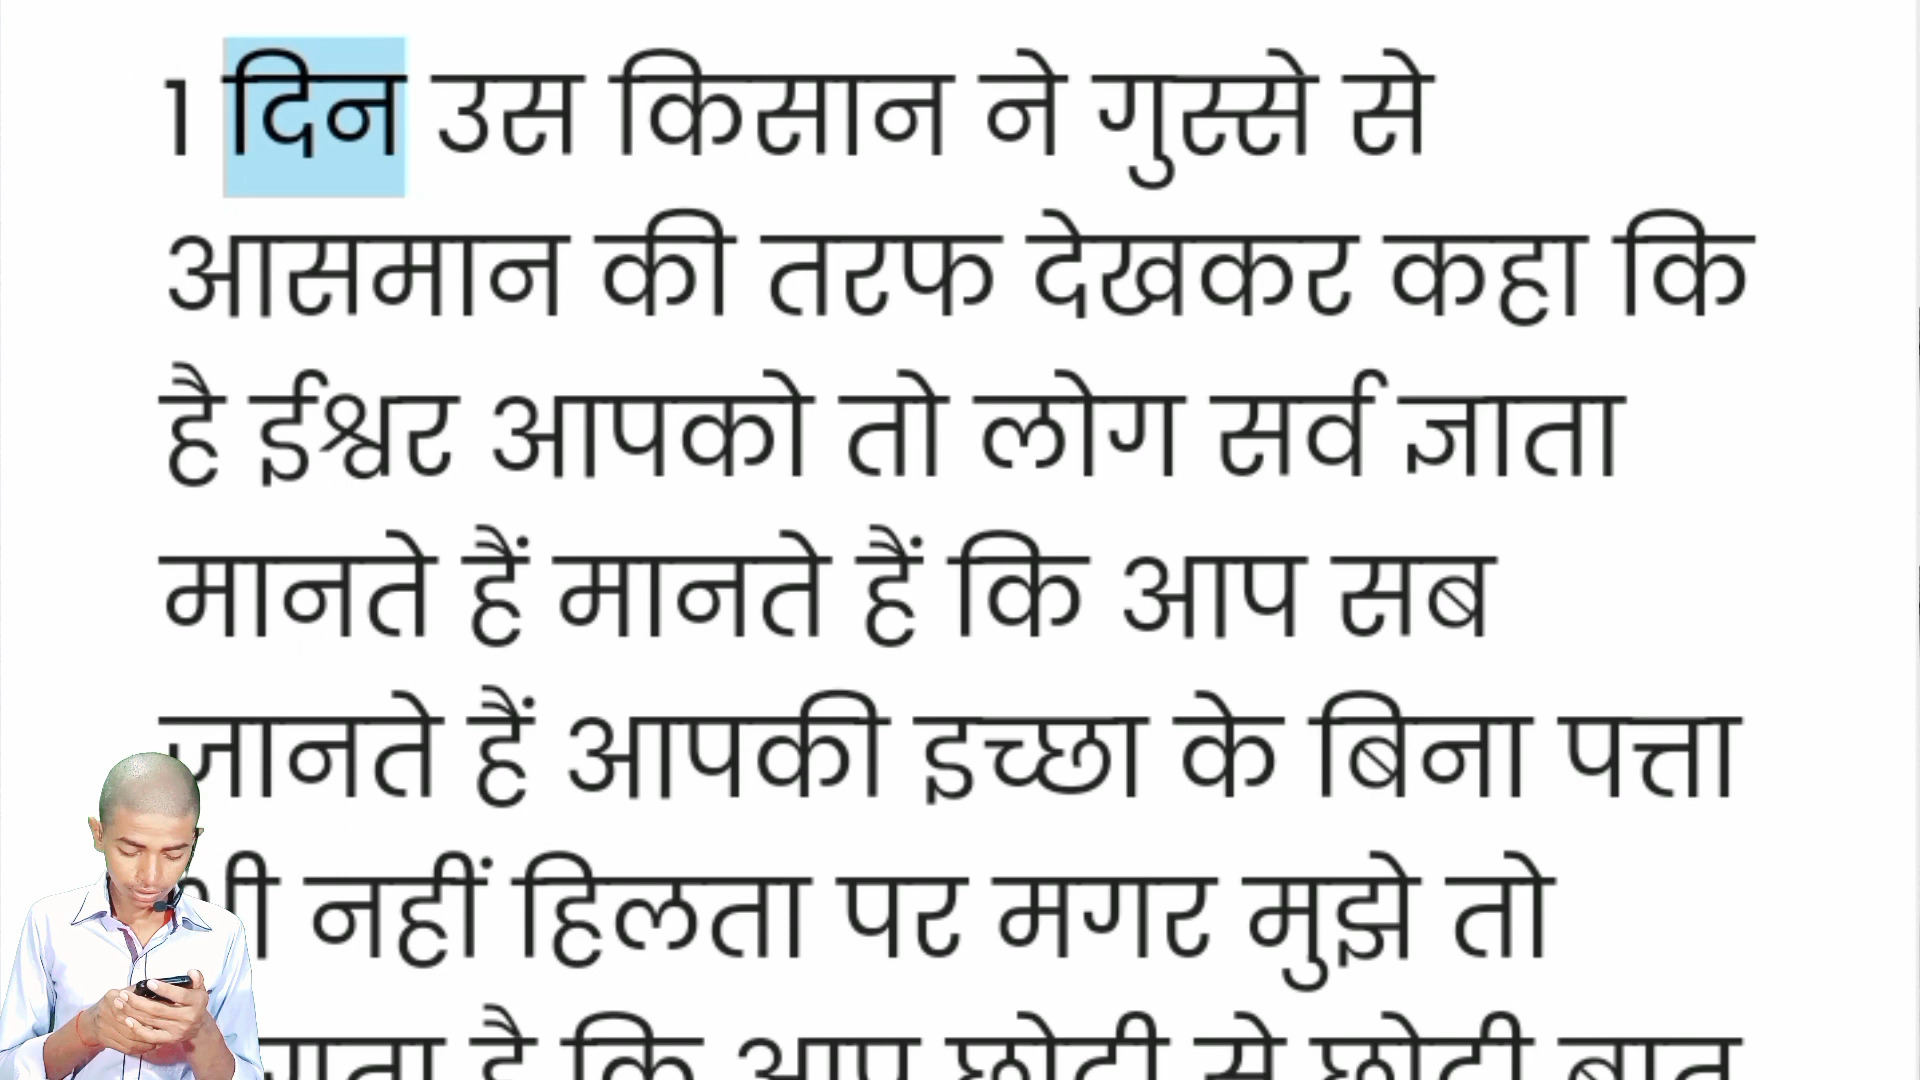 1 दिन उस किसान ने गुस्से से
आसमान की तरफ देखकर कहा कि
है ईश्वर आपको तो लोग सर्व ज्ञाता
मानते हैं मानते हैं कि आप सब
जानते हैं आपकी इच्छा के बिना पत्ता
भी नहीं हिलता पर मगर मुझे तो
है कि आप छोटी से छोटी बात